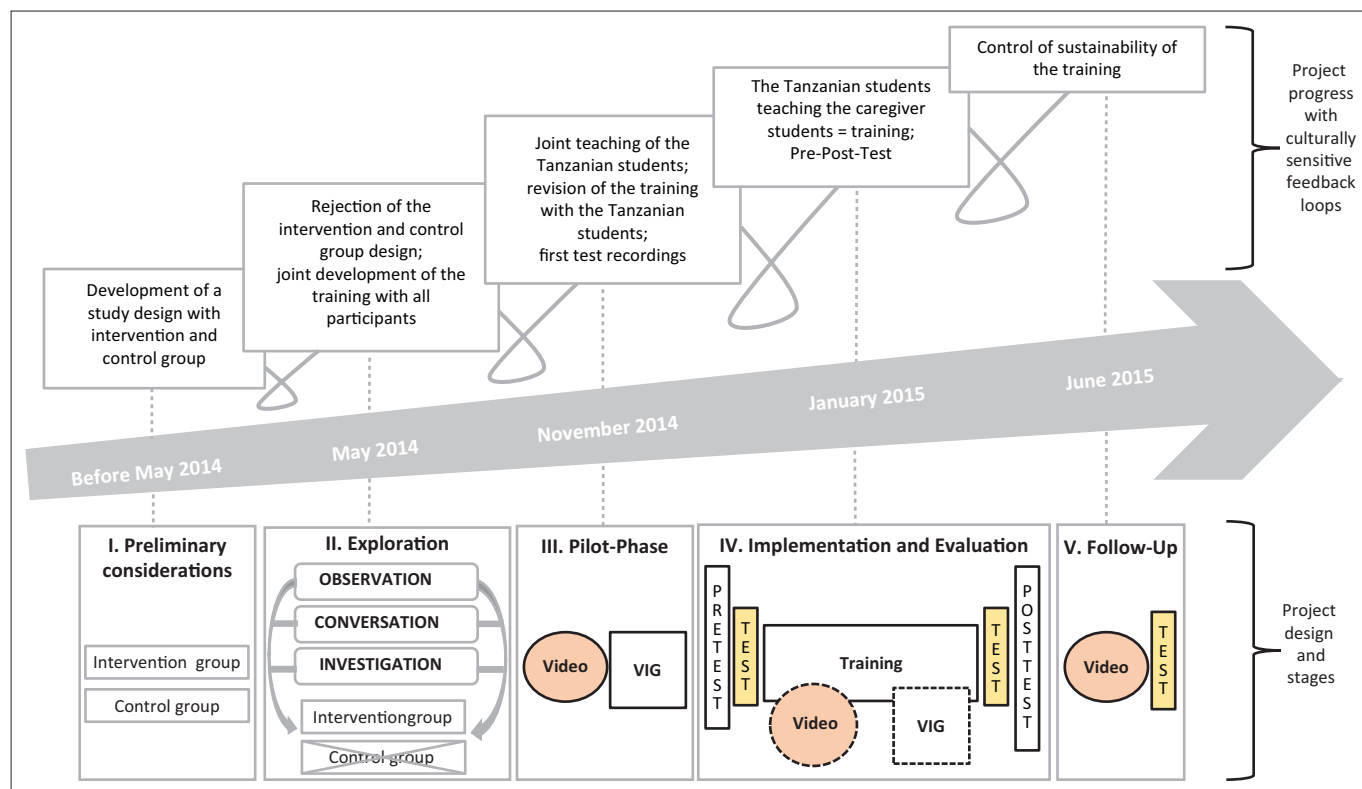 Control of sustainability of
the training
Project
progress
with
culturally
sensitive
feedback
loops
The Tanzanian students
teaching the caregiver
students = training;
Pre-Post-Test
Joint teaching of the
Tanzanian students;
revision of the training
with the Tanzanian
students;
first test recordings
Rejection of the
intervention and control
group design;
joint development of the
training with all
participants
Development of a
study design with
intervention and
control group
Before May 2014
May 2014
November 2014
January 2015
June 2015
I. Preliminary
considerations
Intervention group
Control group
II. Exploration
OBSERVATION
CONVERSATION
INVESTIGATION
Interventiongroup
Control group
III. Pilot-Phase
Video
VIG
IV. Implementation and Evaluation
PRETEST
TEST
Training
Video
VIG
TEST
POSTTEST
V. Follow-Up
Video
TEST
Project
design
and
stages